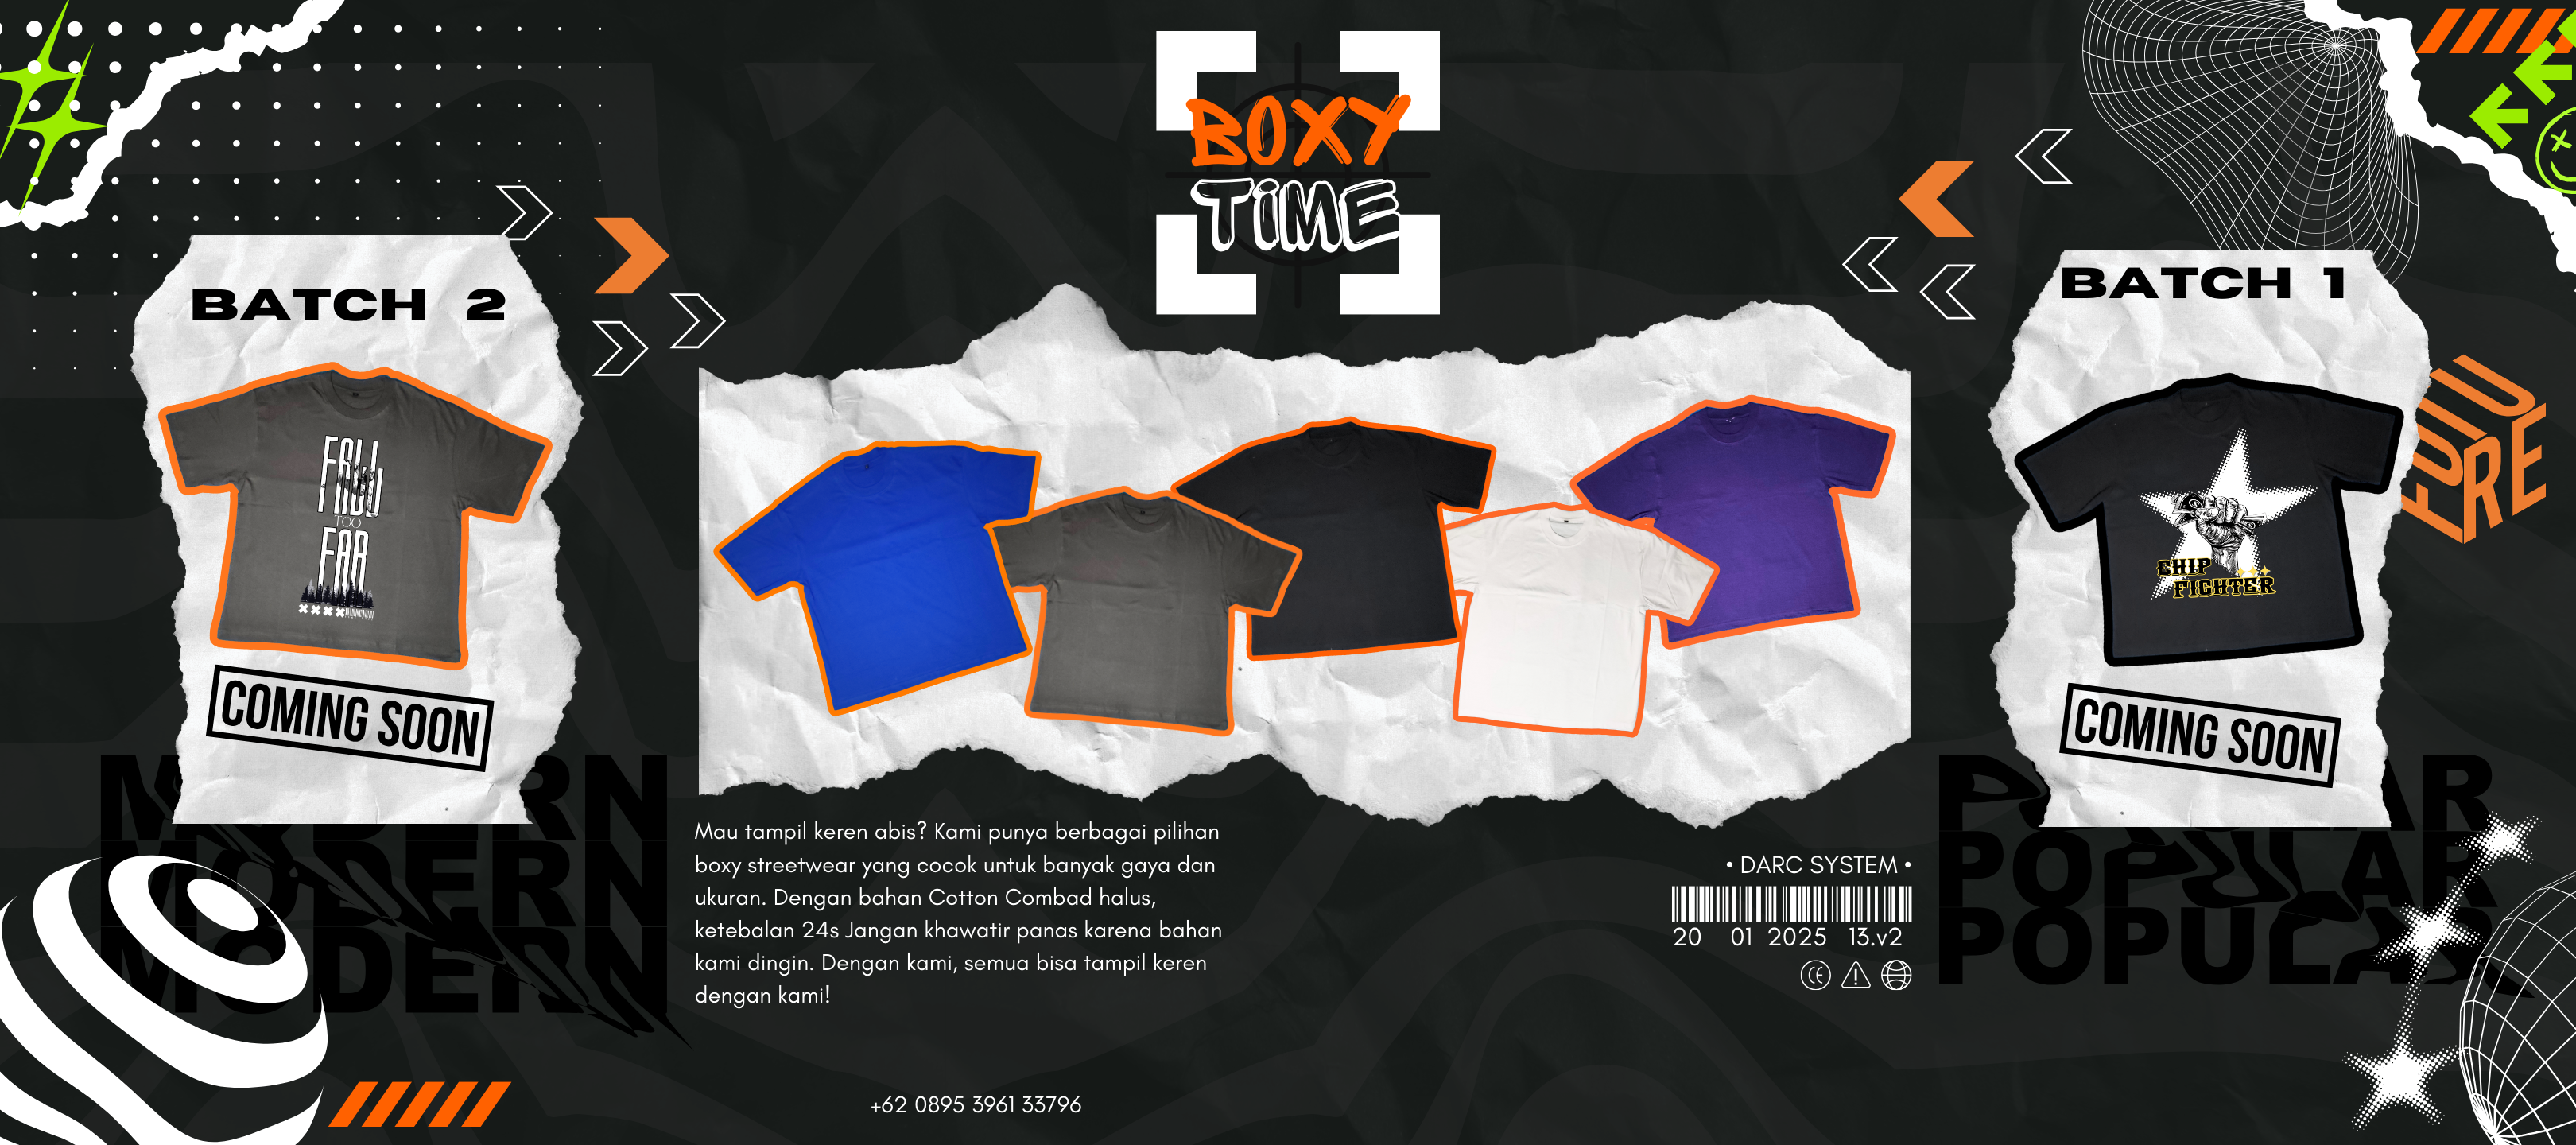 BOXY
TiME
BATCH 2
FALL
TOO
FAR
COMING SOON
BATCH 1
CHIP
FIGHTER
COMING SOON
FUTU
RE
MODERN
MODERN
MODERN
POPULAR
POPULAR
POPULAR
Mau tampil keren abis? Kami punya berbagai pilihan
boxy streetwear yang cocok untuk banyak gaya dan
ukuran. Dengan bahan Cotton Combad halus,
ketebalan 24s Jangan khawatir panas karena bahan
kami dingin. Dengan kami, semua bisa tampil keren
dengan kami!
• DARC SYSTEM •
20 01 2025 13.v2
CE
+62 0895 3961 33796